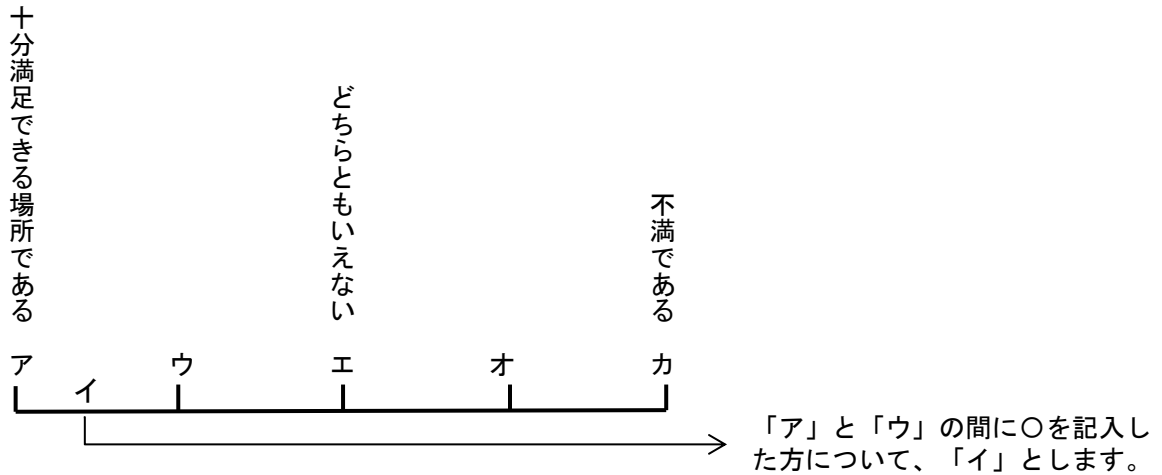 十分満足できる場所である
どちらともいえない
不満である
ア
イ
ウ
エ
オ
カ
「ア」と「ウ」の間に○を記入し
た方について、「イ」とします。